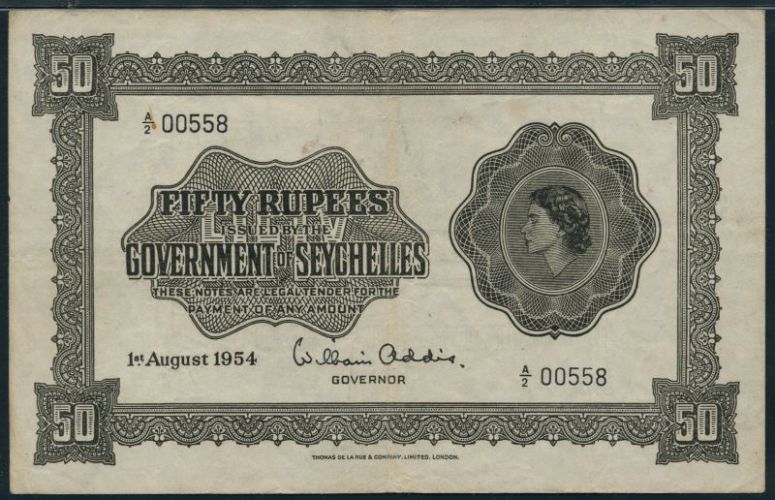 50 50
A/2 00558
FIFTY RUPEES
ISSUED BY THE
GOVERNMENT OF SEYCHELLES
THESE NOTES ARE LEGAL TENDER FOR THE
PAYMENT OF ANY AMOUNT
1st August 1954 William Addis.
GOVERNOR
A/2 00558
50 50
THOMAS DE LA RUE & COMPANY, LIMITED, LONDON.